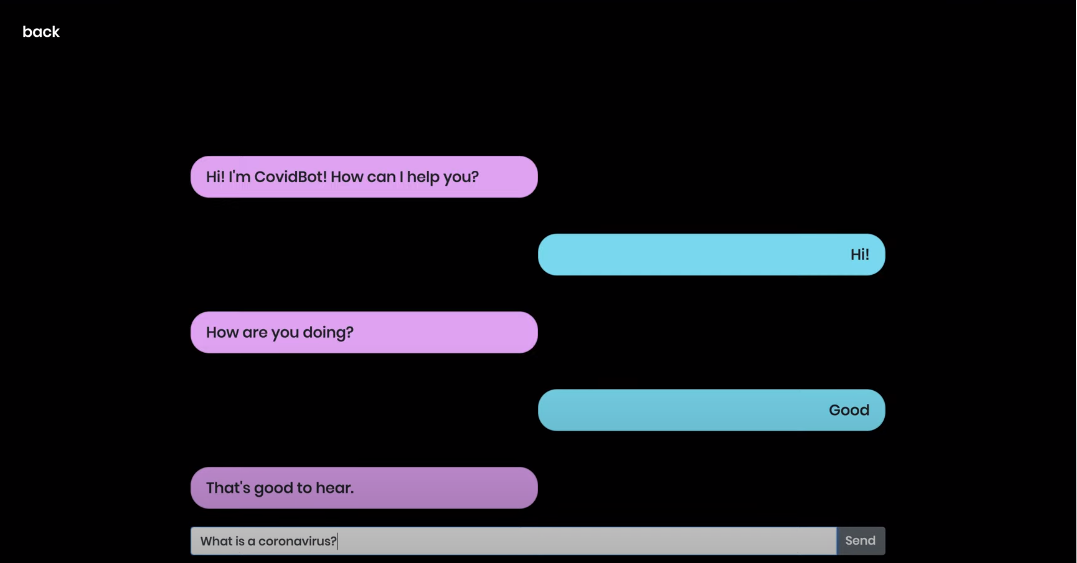 back
Hi! I'm CovidBot! How can I help you?
Hi!
How are you doing?
Good
That's good to hear.
What is a coronavirus?
Send